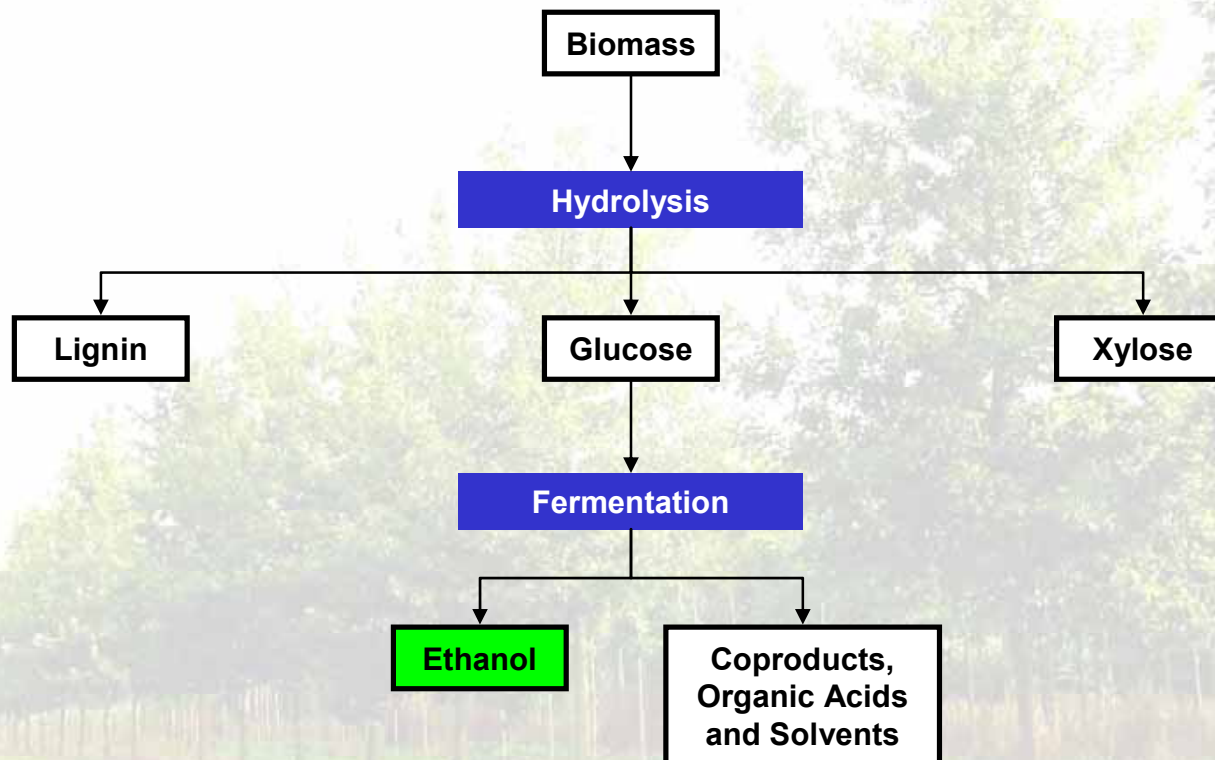 Biomass
Hydrolysis
Lignin
Glucose
Xylose
Fermentation
Ethanol
Coproducts,
Organic Acids
and Solvents